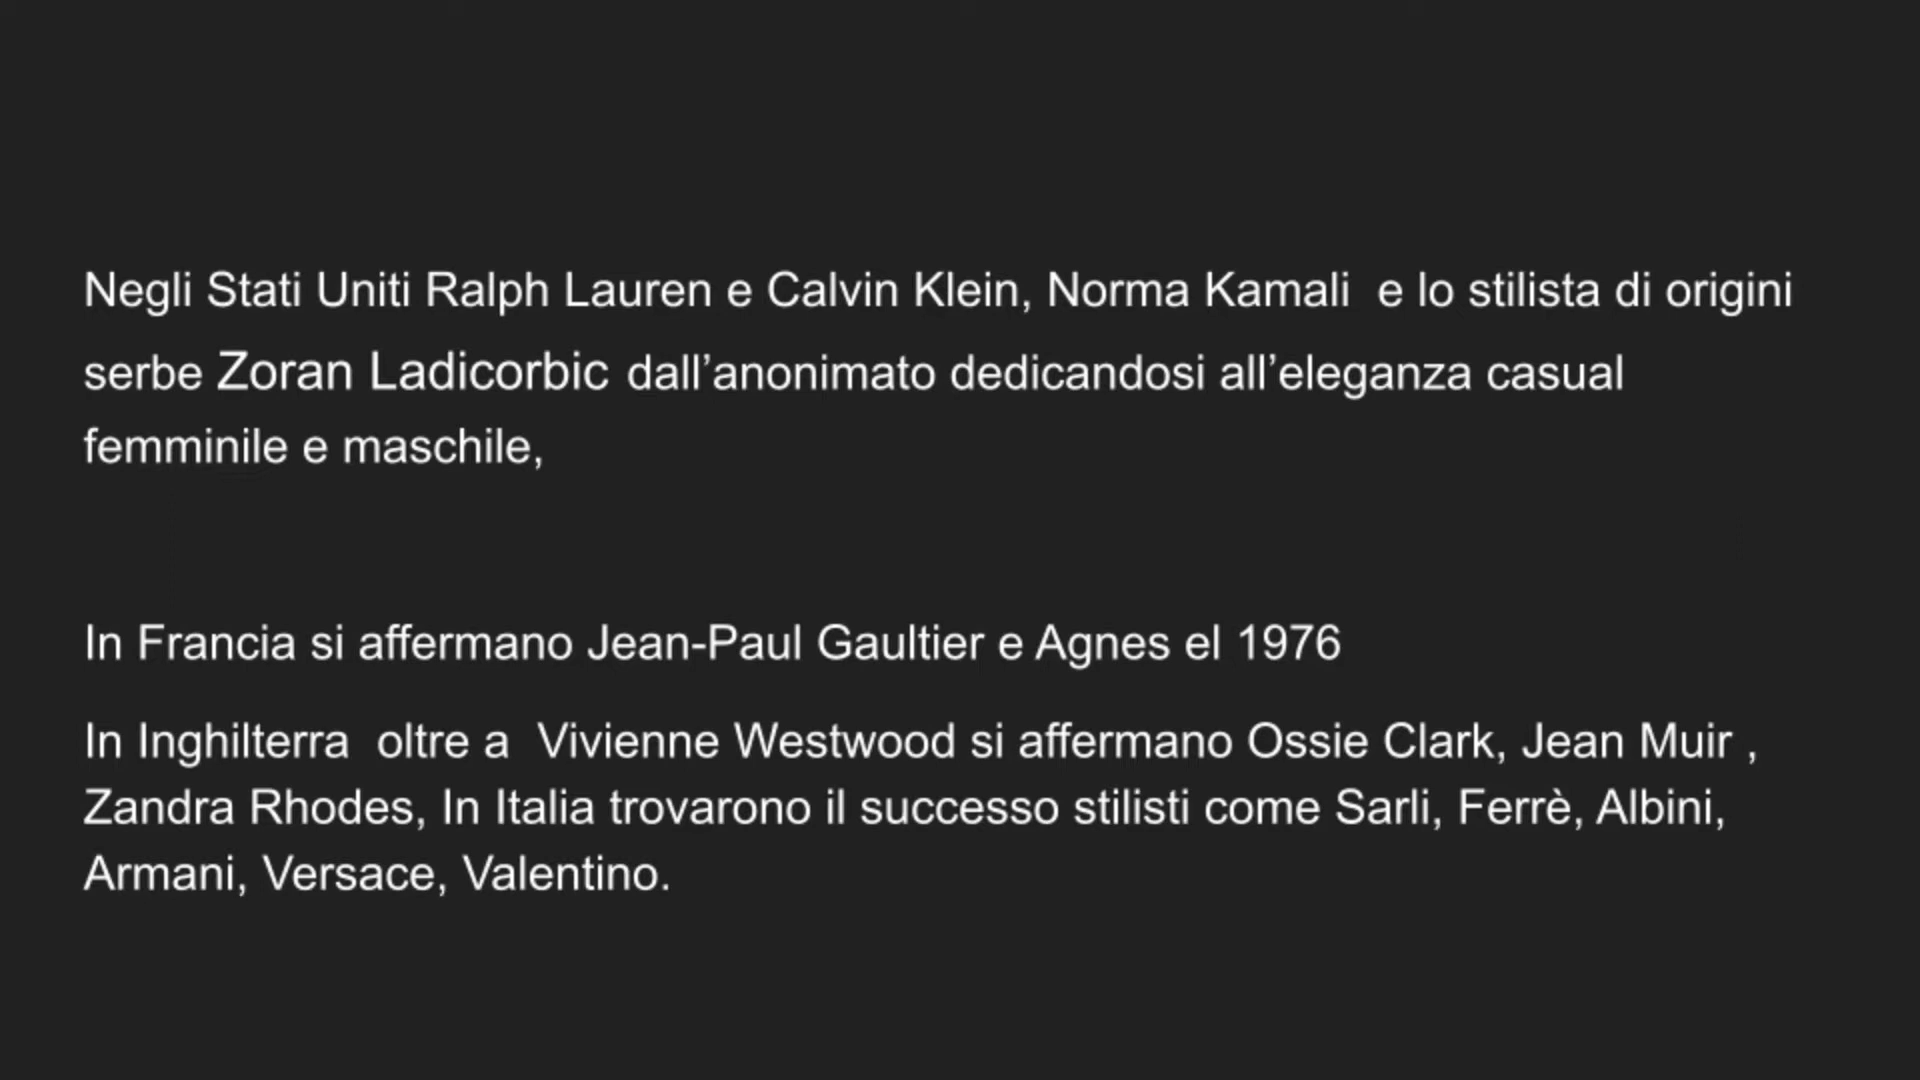 Negli Stati Uniti Ralph Lauren e Calvin Klein, Norma Kamali  e lo stilista di origini
serbe Zoran Ladicorbic dall’anonimato dedicandosi all’eleganza casual
femminile e maschile,
In Francia si affermano Jean-Paul Gaultier e Agnes el 1976
In Inghilterra  oltre a  Vivienne Westwood si affermano Ossie Clark, Jean Muir ,
Zandra Rhodes, In Italia trovarono il successo stilisti come Sarli, Ferrè, Albini,
Armani, Versace, Valentino.